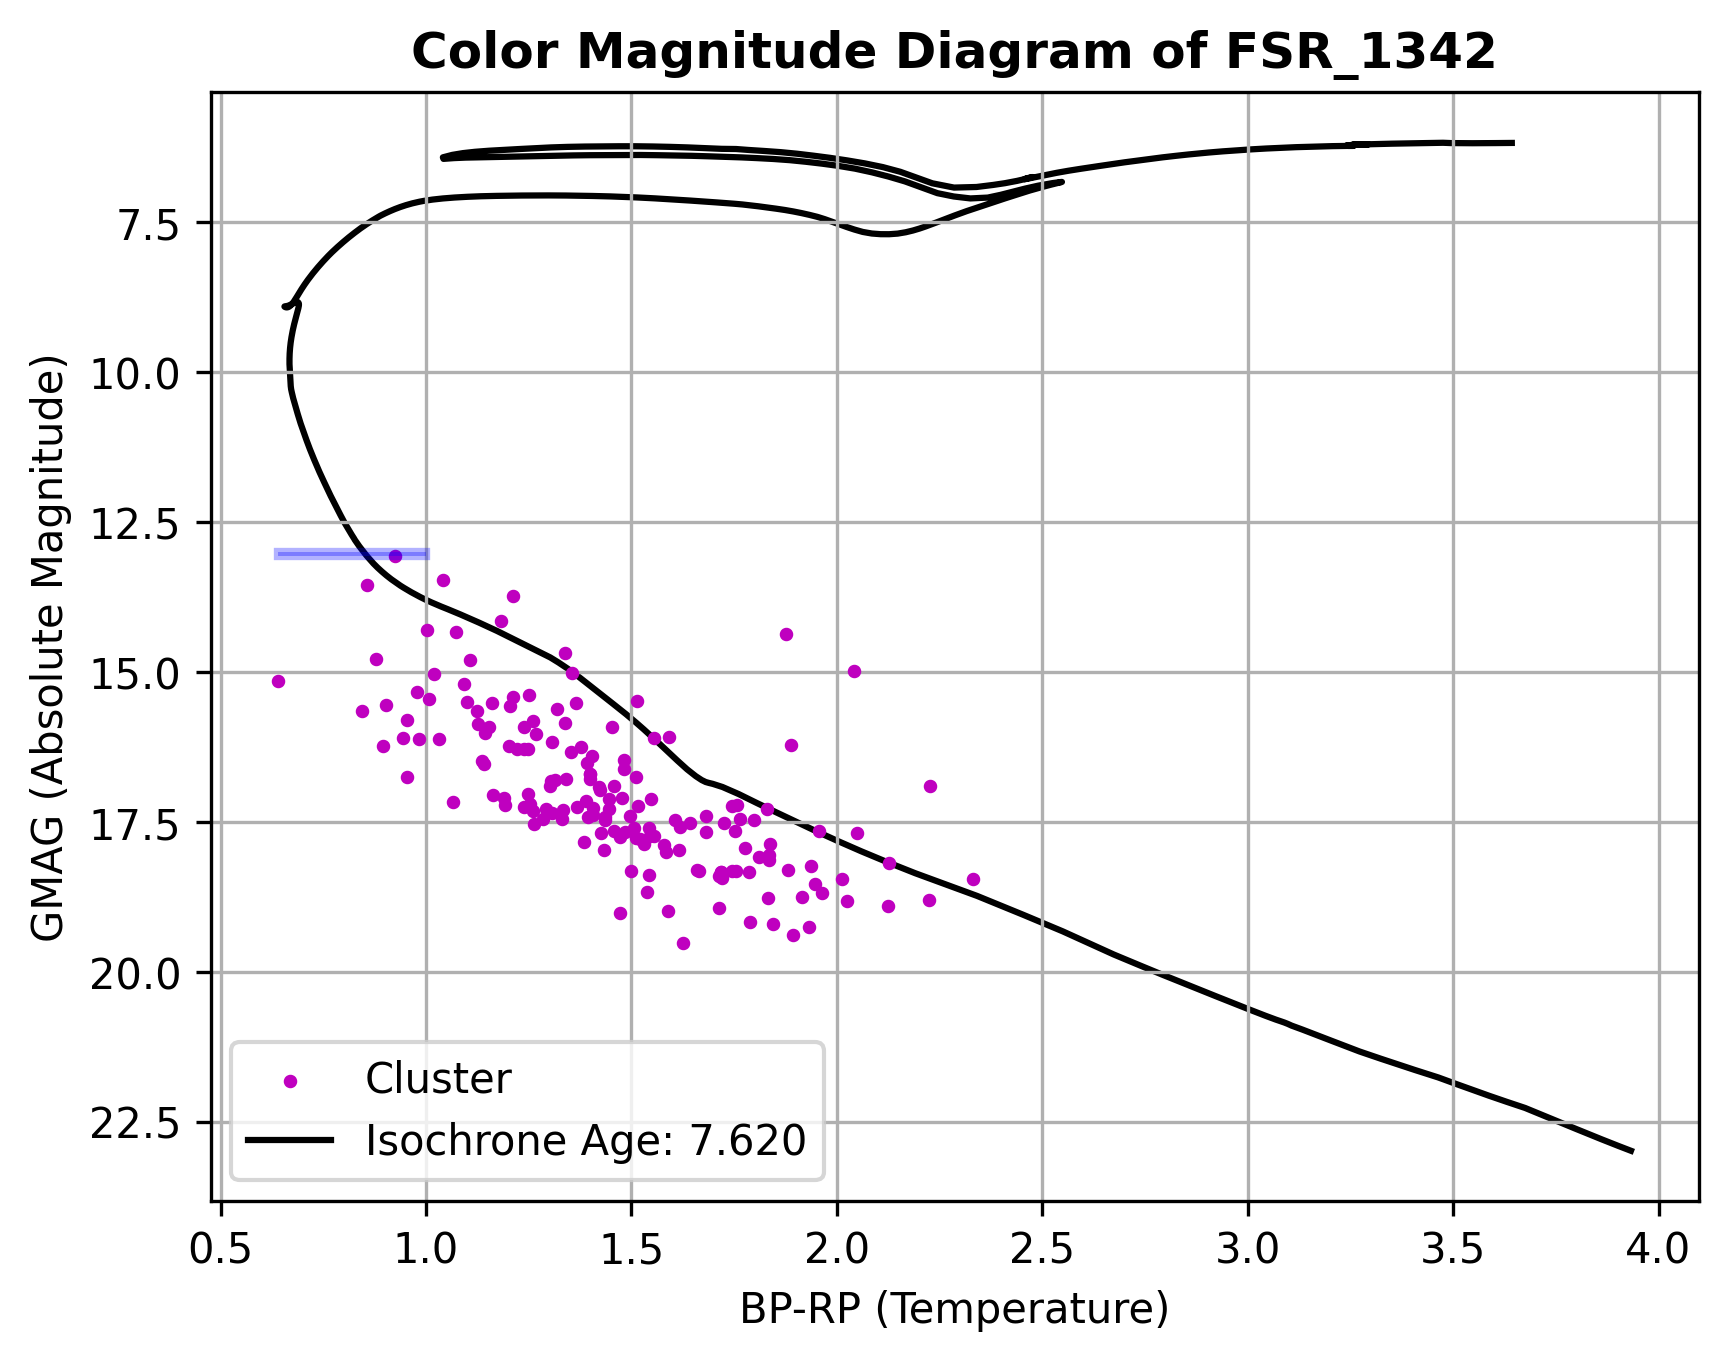 Color Magnitude Diagram of FSR_1342
GMAG (Absolute Magnitude)
7.5
10.0
12.5
15.0
17.5
20.0
22.5
Cluster
Isochrone Age: 7.620
0.5 1.0 1.5 2.0 2.5 3.0 3.5 4.0
BP-RP (Temperature)